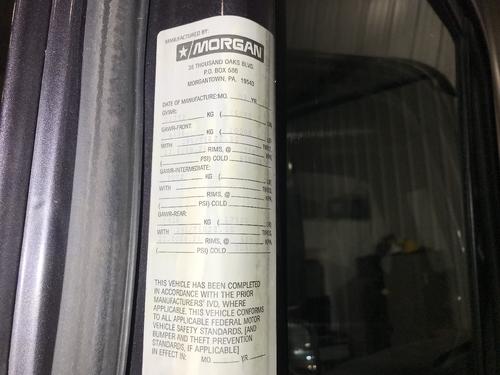 MANUFACTURED BY:
MORGAN
35 THOUSAND OAKS BLVD
P.O. BOX 588
MORGANTOWN, PA. 19543
DATE OF MANUFACTURE: MO. YR.
GVWR:
KG ( LB)
GAWR-FRONT:
KG ( LB)
WITH TIRES,
RIMS, @ KPA
( PSI) COLD
GAWR-INTERMEDIATE:
KG ( LB)
WITH TIRES,
RIMS, @ KPA
( PSI) COLD
GAWR-REAR:
KG ( LB)
WITH TIRES,
RIMS, @ KPA
( PSI) COLD
THIS VEHICLE HAS BEEN COMPLETED
IN ACCORDANCE WITH THE PRIOR
MANUFACTURERS' IVD, WHERE
APPLICABLE. THIS VEHICLE CONFORMS
TO ALL APPLICABLE FEDERAL MOTOR
VEHICLE SAFETY STANDARDS, [AND
BUMPER AND THEFT PREVENTION
STANDARDS, IF APPLICABLE]
IN EFFECT IN: MO. YR.